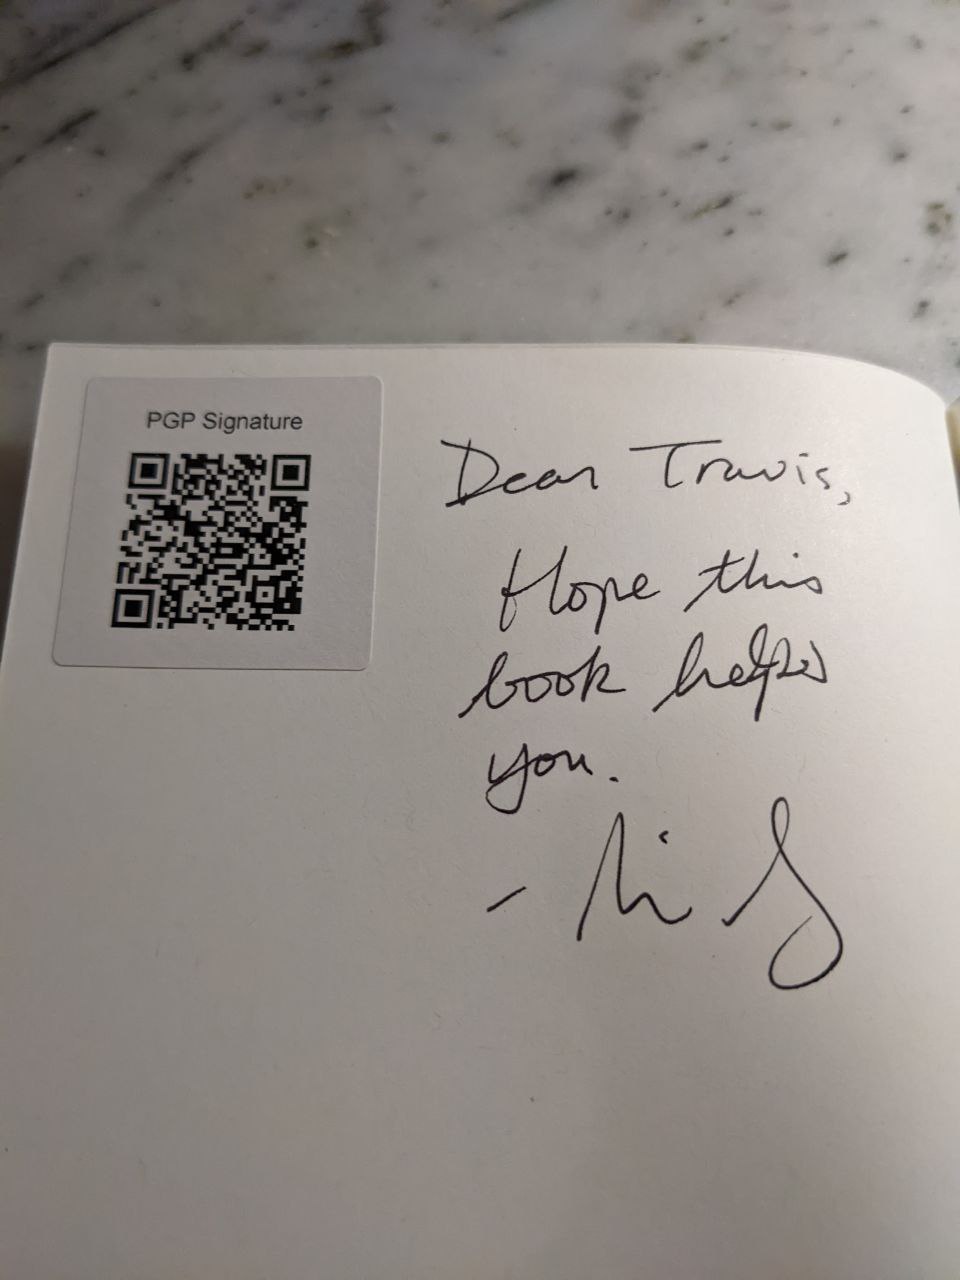 PGP Signature
Dear Travis,
Hope this
book helps
you.